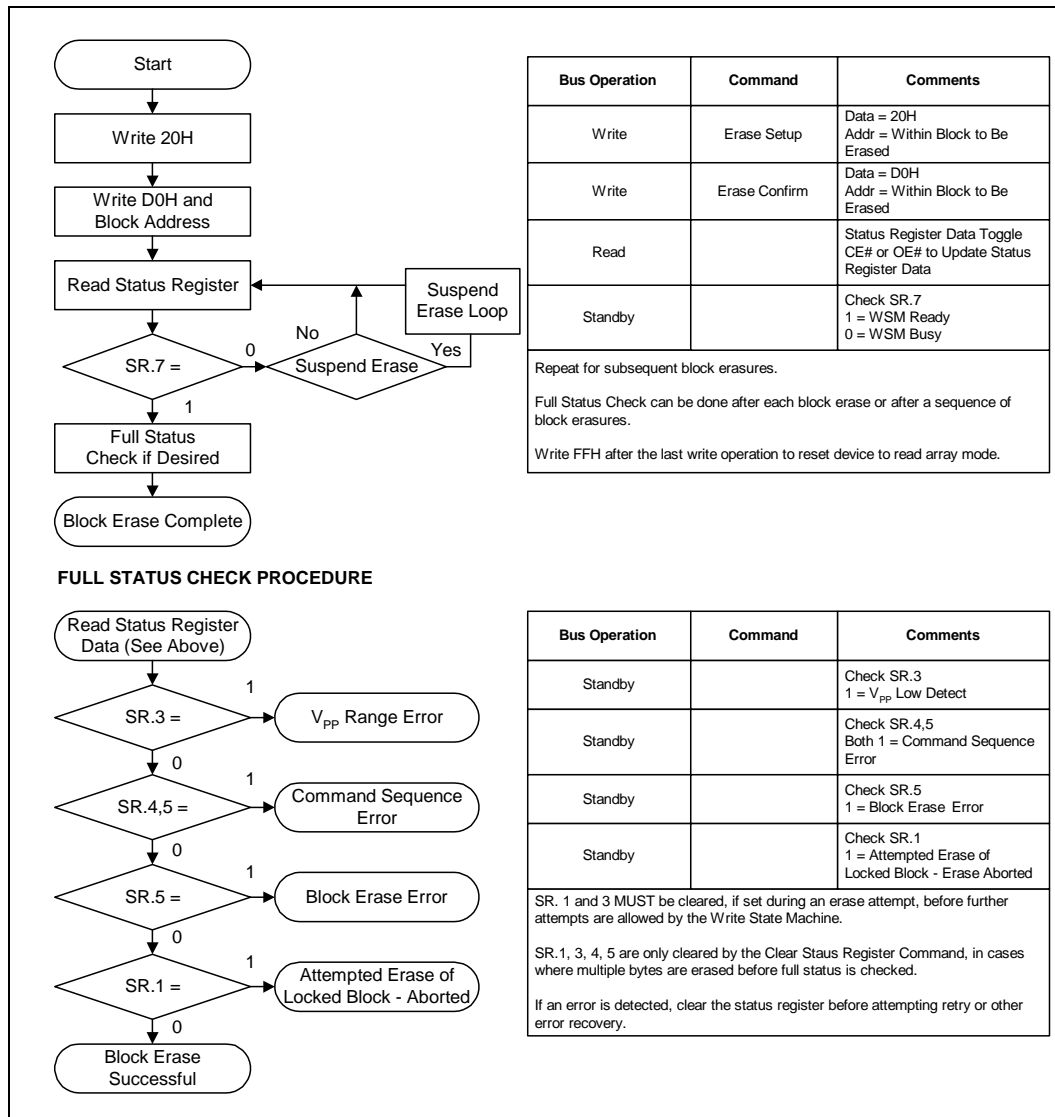 Start
Write 20H
Write D0H and
Block Address
Read Status Register
SR.7 =
0
1
No
Suspend Erase
Yes
Suspend
Erase Loop
Full Status
Check if Desired
Block Erase Complete
Bus Operation Command Comments
Write Erase Setup Data = 20H
Addr = Within Block to Be
Erased
Write Erase Confirm Data = D0H
Addr = Within Block to Be
Erased
Read Status Register Data Toggle
CE# or OE# to Update Status
Register Data
Standby Check SR.7
1 = WSM Ready
0 = WSM Busy
Repeat for subsequent block erasures.
Full Status Check can be done after each block erase or after a sequence of
block erasures.
Write FFH after the last write operation to reset device to read array mode.
FULL STATUS CHECK PROCEDURE
Read Status Register
Data (See Above)
SR.3 =
1
VPP Range Error
0
SR.4,5 =
1
Command Sequence
Error
0
SR.5 =
1
Block Erase Error
0
SR.1 =
1
Attempted Erase of
Locked Block - Aborted
0
Block Erase
Successful
Bus Operation Command Comments
Standby Check SR.3
1 = VPP Low Detect
Standby Check SR.4,5
Both 1 = Command Sequence
Error
Standby Check SR.5
1 = Block Erase Error
Standby Check SR.1
1 = Attempted Erase of
Locked Block - Erase Aborted
SR. 1 and 3 MUST be cleared, if set during an erase attempt, before further
attempts are allowed by the Write State Machine.
SR.1, 3, 4, 5 are only cleared by the Clear Staus Register Command, in cases
where multiple bytes are erased before full status is checked.
If an error is detected, clear the status register before attempting retry or other
error recovery.